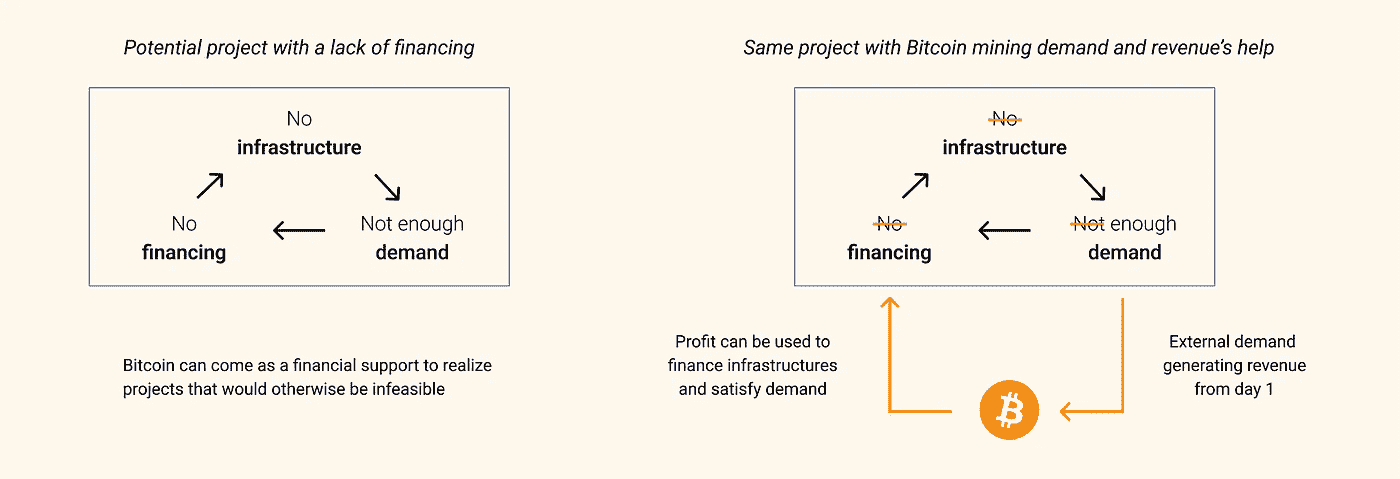 Potential project with a lack of financing
No
infrastructure
No
financing
Not enough
demand
Bitcoin can come as a financial support to realize
projects that would otherwise be infeasible
Same project with Bitcoin mining demand and revenue’s help
No
infrastructure
No
financing
Not enough
demand
Profit can be used to
finance infrastructures
and satisfy demand
External demand
generating revenue
from day 1